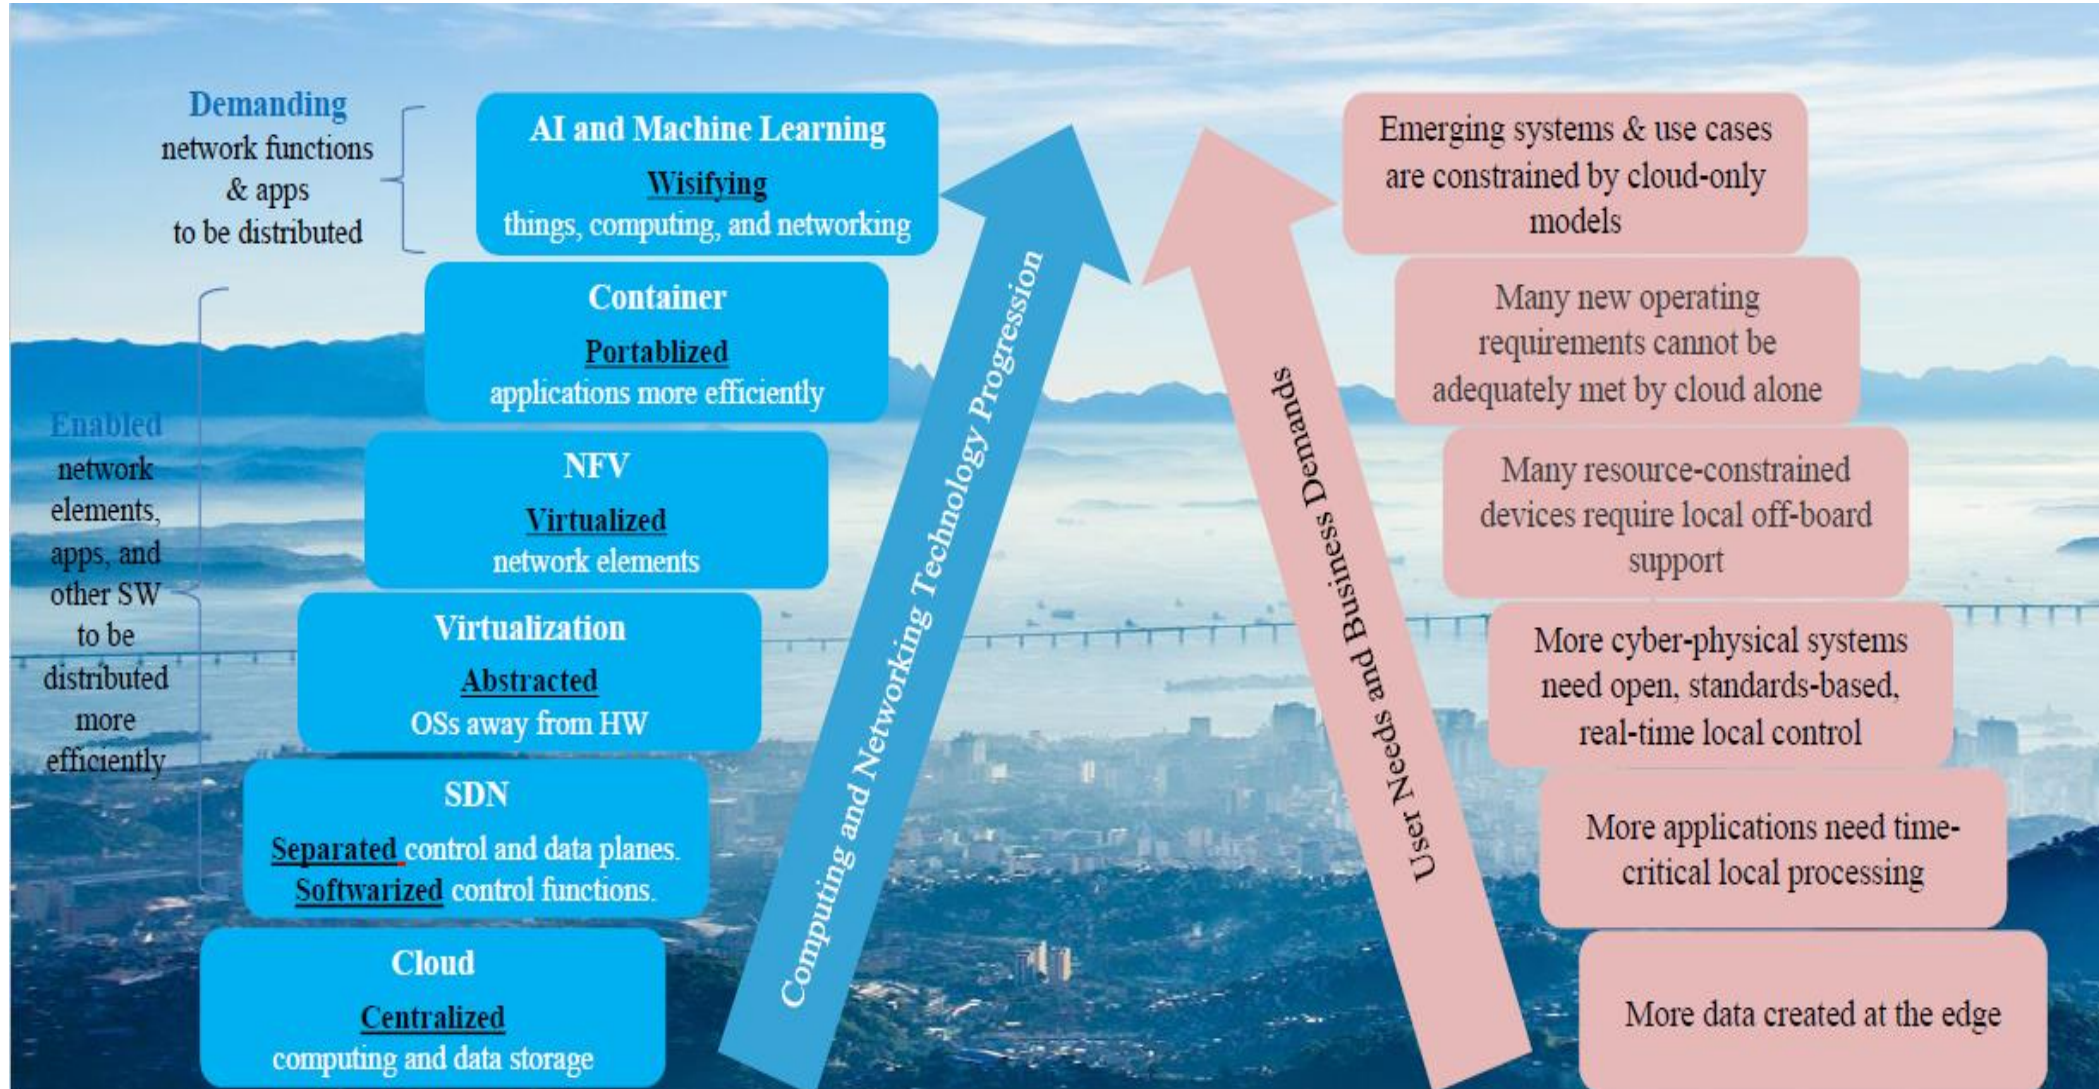 Demanding
network functions
& apps
to be distributed
Enabled
network
elements,
apps, and
other SW
to be
distributed
more
efficiently
AI and Machine Learning
Wisifying
things, computing, and networking
Container
Portablized
applications more efficiently
NFV
Virtualized
network elements
Virtualization
Abstracted
OSs away from HW
SDN
Separated control and data planes.
Softwarized control functions.
Cloud
Centralized
computing and data storage
Computing and Networking Technology Progression
User Needs and Business Demands
Emerging systems & use cases
are constrained by cloud-only
models
Many new operating
requirements cannot be
adequately met by cloud alone
Many resource-constrained
devices require local off-board
support
More cyber-physical systems
need open, standards-based,
real-time local control
More applications need time-
critical local processing
More data created at the edge